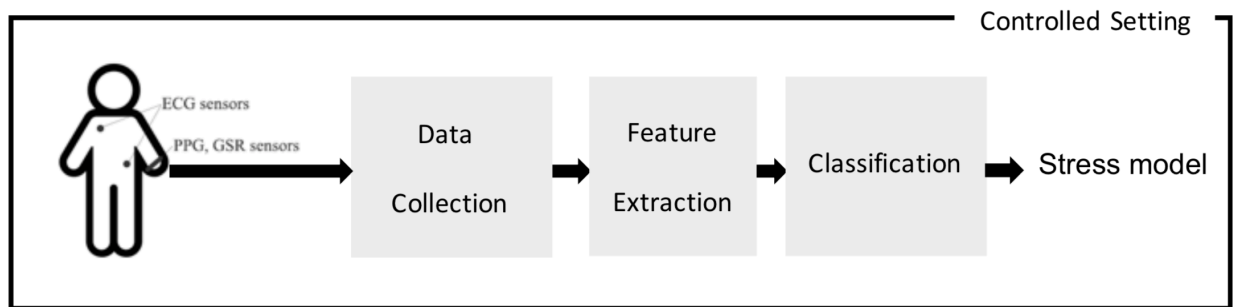 Controlled Setting
ECG sensors
PPG, GSR sensors
Data
Collection
Feature
Extraction
Classification
Stress model